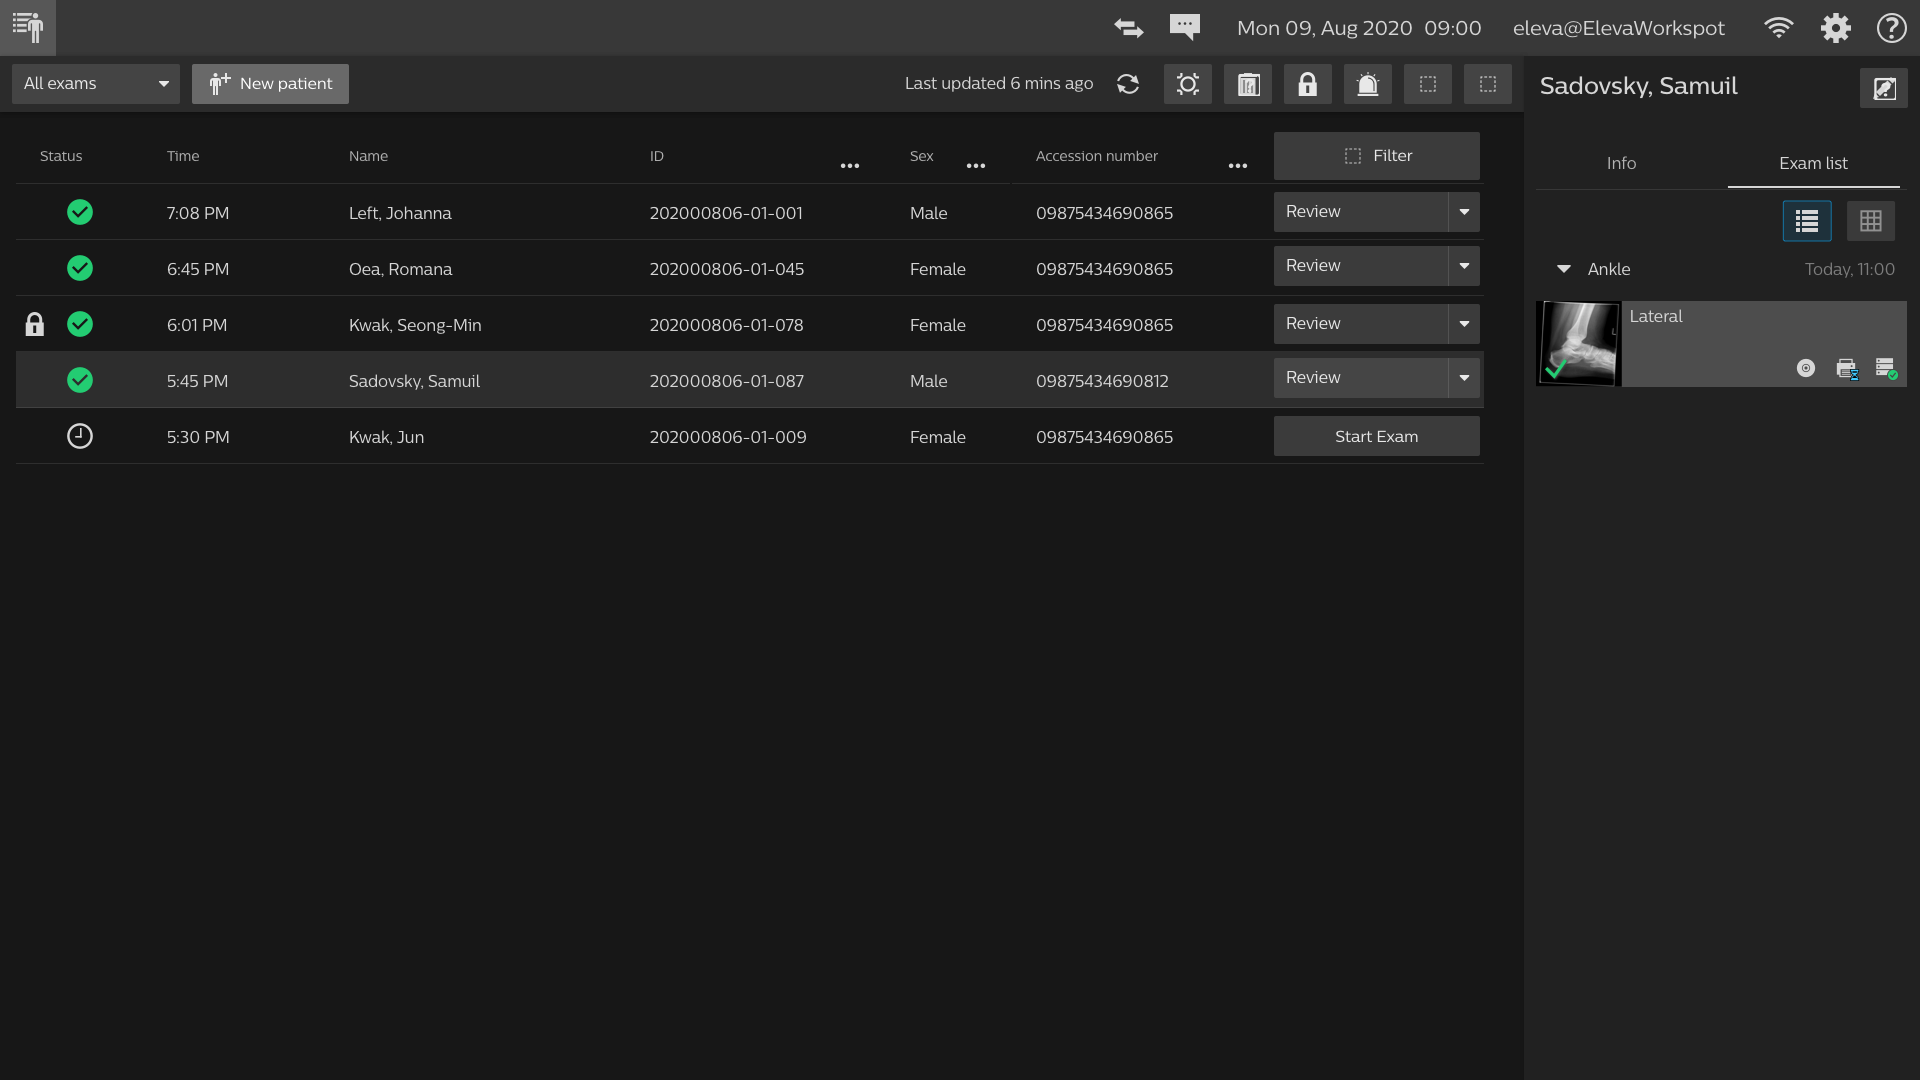 Mon 09, Aug 2020 09:00 eleva@ElevaWorkspot
All exams New patient Last updated 6 mins ago
Sadovsky, Samuil
Info Exam list
Status Time Name ID ... Sex ... Accession number ... Filter
7:08 PM Left, Johanna 202000806-01-001 Male 09875434690865 Review
6:45 PM Oea, Romana 202000806-01-045 Female 09875434690865 Review
6:01 PM Kwak, Seong-Min 202000806-01-078 Female 09875434690865 Review
5:45 PM Sadovsky, Samuil 202000806-01-087 Male 09875434690812 Review
5:30 PM Kwak, Jun 202000806-01-009 Female 09875434690865 Start Exam
Ankle Today, 11:00
Lateral
L